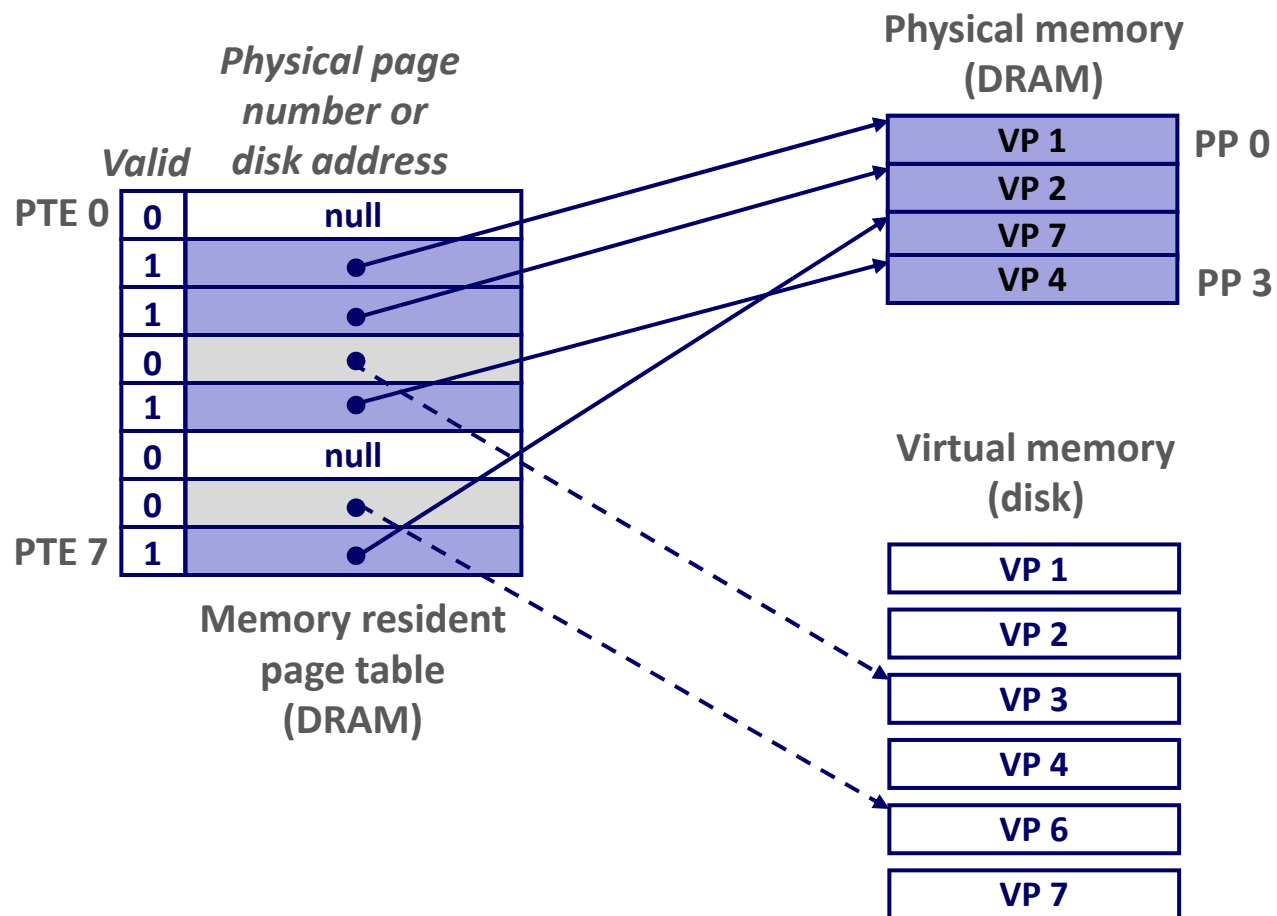 Physical page
number or
disk address
Valid
PTE 0
0
null
1
1
0
1
0
null
0
PTE 7
1
Memory resident
page table
(DRAM)
Physical memory
(DRAM)
VP 1
PP 0
VP 2
VP 7
VP 4
PP 3
Virtual memory
(disk)
VP 1
VP 2
VP 3
VP 4
VP 6
VP 7